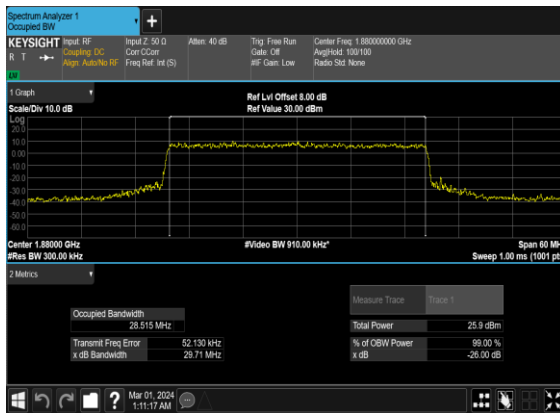 Spectrum Analyzer 1
Occupied BW
KEYSIGHT
R T
LW
Input: RF
Coupling: DC
Align: Auto/No RF
Input Z: 50 Ω
Corr CCorr
Freq Ref: Int (S)
Atten: 40 dB
Trig: Free Run
Gate: Off
#IF Gain: Low
Center Freq: 1.880000000 GHz
Avg|Hold: 100/100
Radio Std: None
1 Graph
Scale/Div 10.0 dB
Ref Lvl Offset 8.00 dB
Ref Value 30.00 dBm
Log
20.0
10.0
0.00
-10.0
-20.0
-30.0
-40.0
-50.0
-60.0
Center 1.88000 GHz
#Res BW 300.00 kHz
#Video BW 910.00 kHz*
Span 60 MH
Sweep 1.00 ms (1001 pt
2 Metrics
Measure Trace
Trace 1
Occupied Bandwidth
28.515 MHz
Total Power
25.9 dBm
Transmit Freq Error
52.130 kHz
% of OBW Power
99.00 %
x dB Bandwidth
29.71 MHz
x dB
-26.00 dB
?
Mar 01, 2024
1:11:17 AM